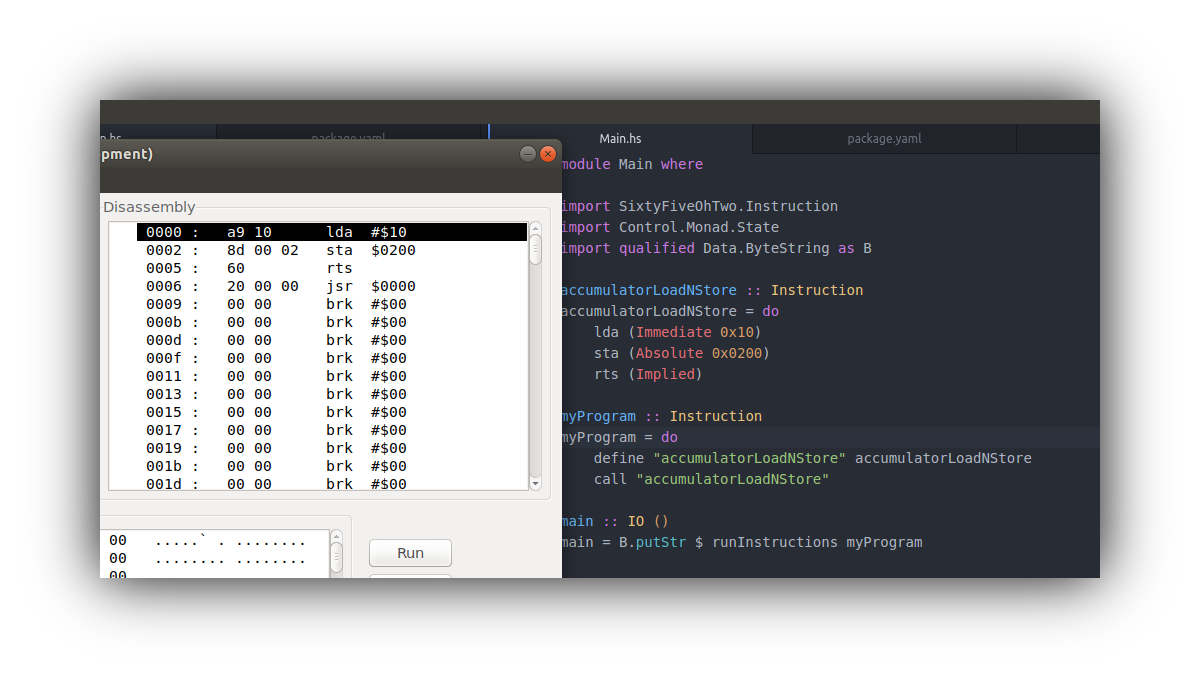 package.yaml
Main.hs
package.yaml
pment)
Disassembly
0000 : a9 10 lda #$10
0002 : 8d 00 02 sta $0200
0005 : 60 rts
0006 : 20 00 00 jsr $0000
0009 : 00 00 brk #$00
000b : 00 00 brk #$00
000d : 00 00 brk #$00
000f : 00 00 brk #$00
0011 : 00 00 brk #$00
0013 : 00 00 brk #$00
0015 : 00 00 brk #$00
0017 : 00 00 brk #$00
0019 : 00 00 brk #$00
001b : 00 00 brk #$00
001d : 00 00 brk #$00
00 .....` . ........
00 ........ ........
00
Run
module Main where
import SixtyFiveOhTwo.Instruction
import Control.Monad.State
import qualified Data.ByteString as B
accumulatorLoadNStore :: Instruction
accumulatorLoadNStore = do
lda (Immediate 0x10)
sta (Absolute 0x0200)
rts (Implied)
myProgram :: Instruction
myProgram = do
define "accumulatorLoadNStore" accumulatorLoadNStore
call "accumulatorLoadNStore"
main :: IO ()
main = B.putStr $ runInstructions myProgram